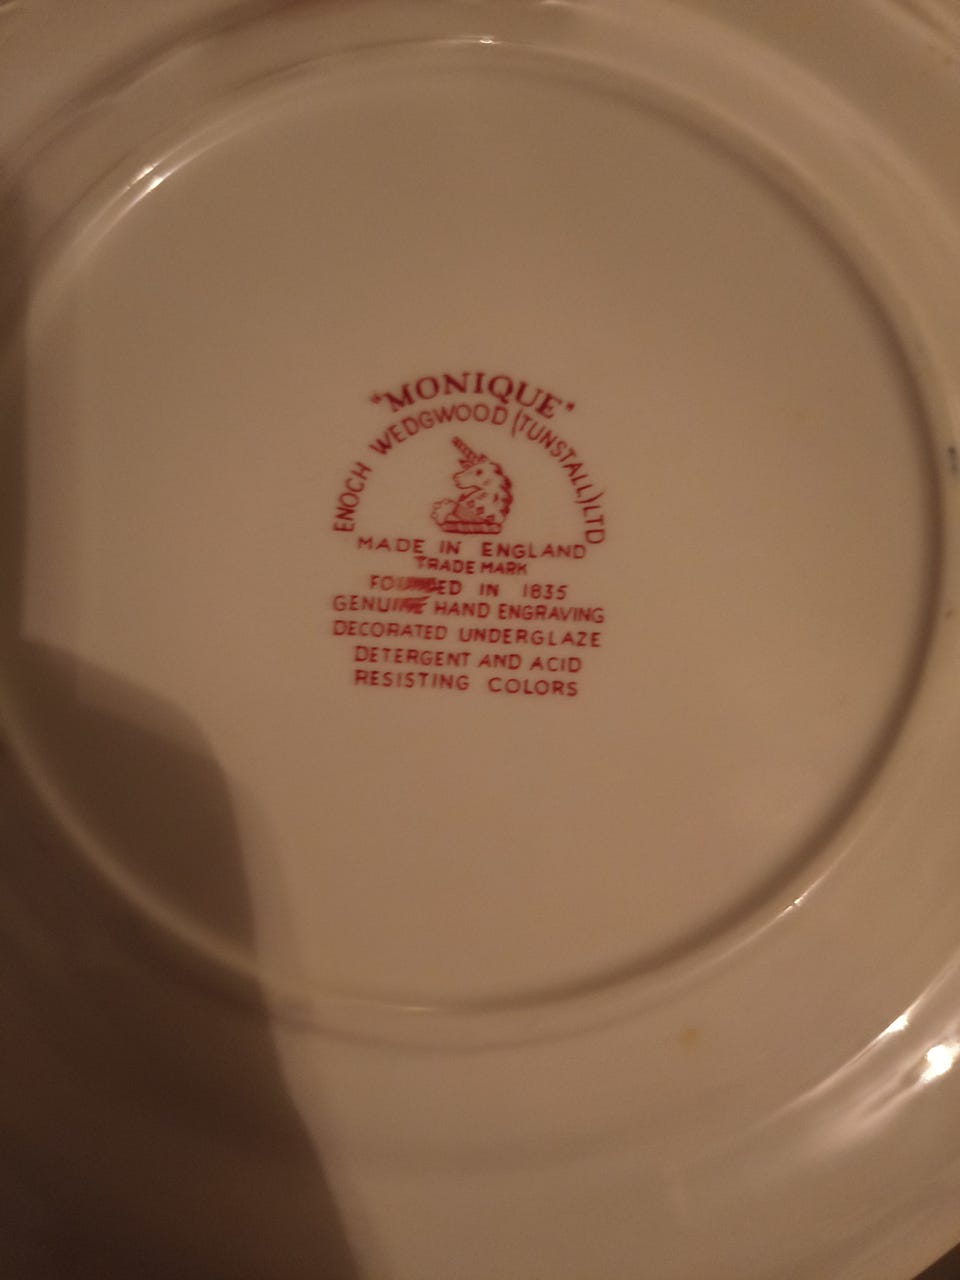 "MONIQUE"
ENOCH WEDGWOOD (TUNSTALL) LTD
MADE IN ENGLAND
TRADE MARK
FOUNDED IN 1835
GENUINE HAND ENGRAVING
DECORATED UNDERGLAZE
DETERGENT AND ACID
RESISTING COLORS